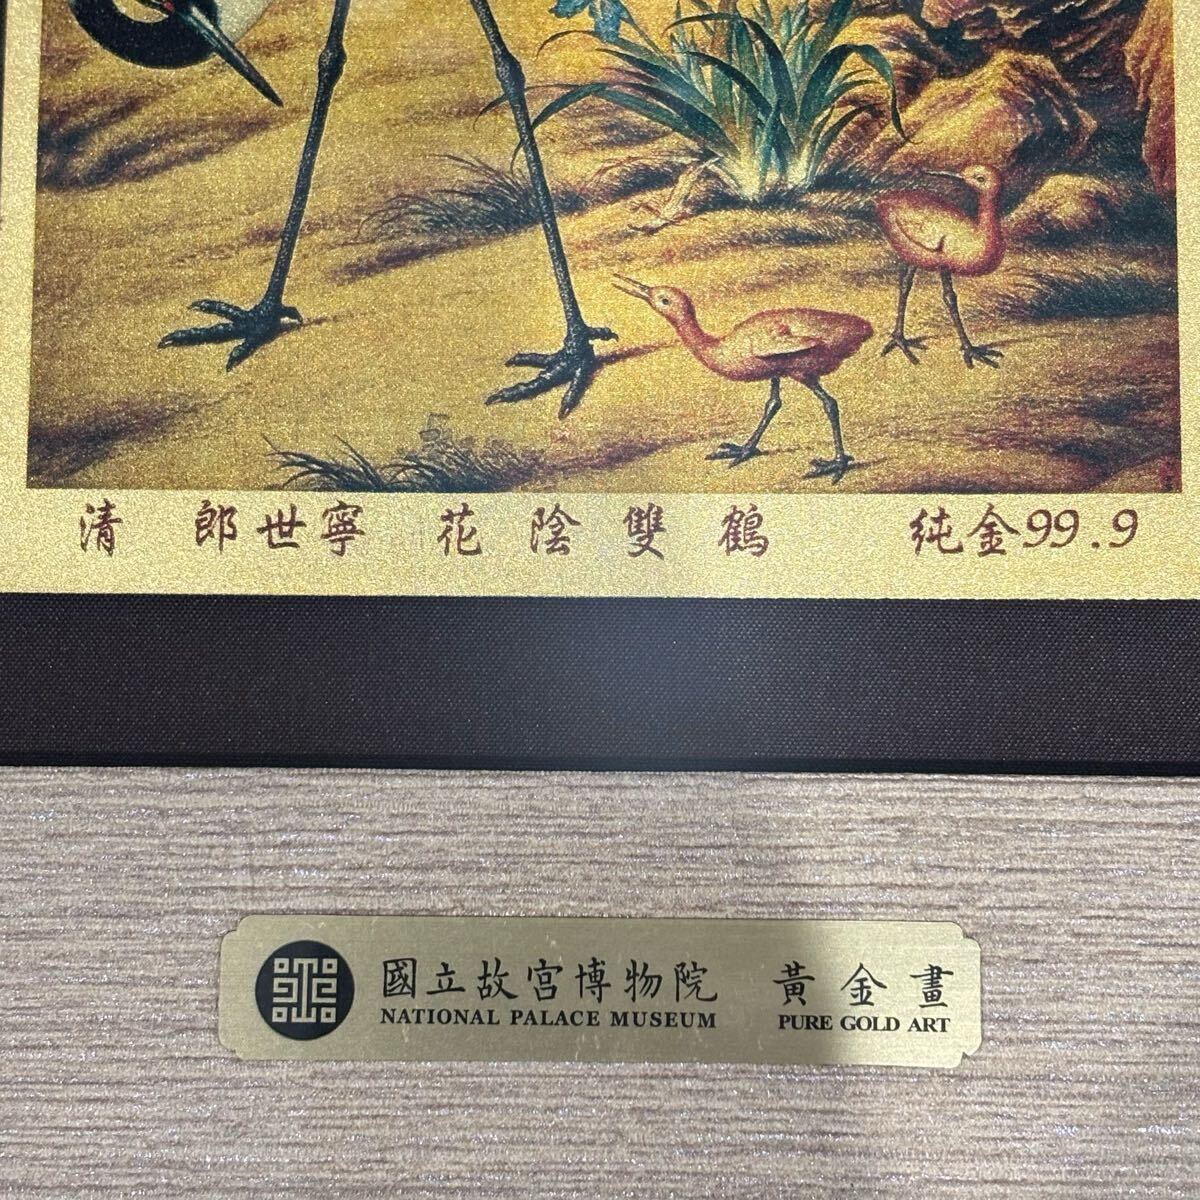 清 郎世寧 花陰雙鶴 純金99.9
國立故宮博物院 黃金畫
NATIONAL PALACE MUSEUM PURE GOLD ART